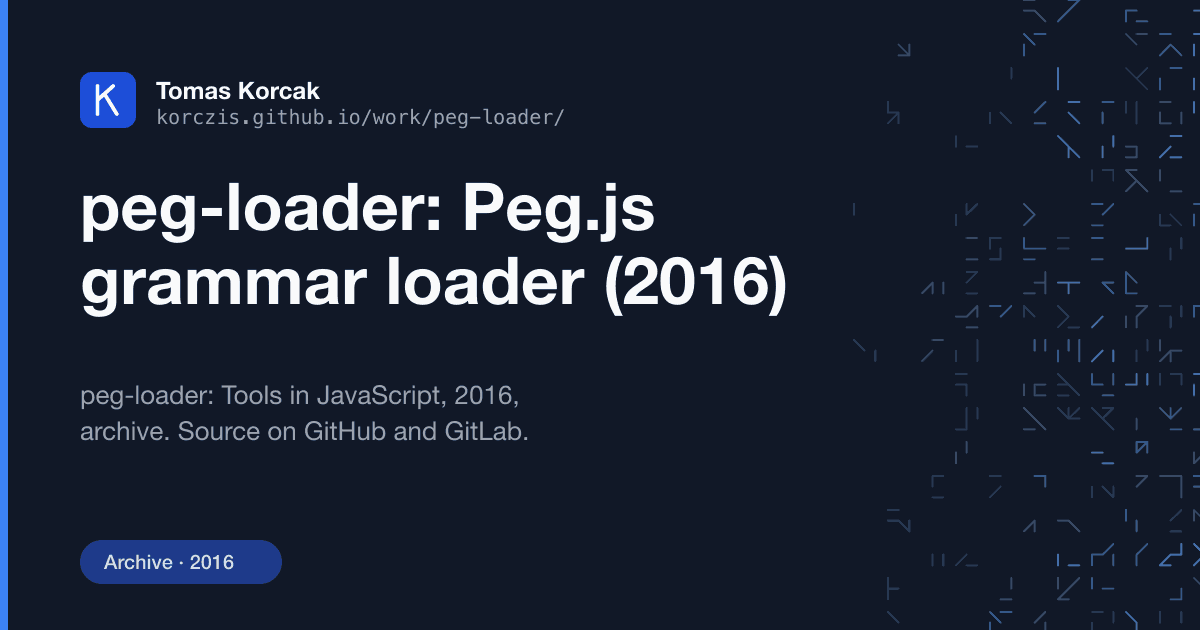 K
Tomas Korcak
korczis.github.io/work/peg-loader/
peg-loader: Peg.js
grammar loader (2016)
peg-loader: Tools in JavaScript, 2016,
archive. Source on GitHub and GitLab.
Archive · 2016